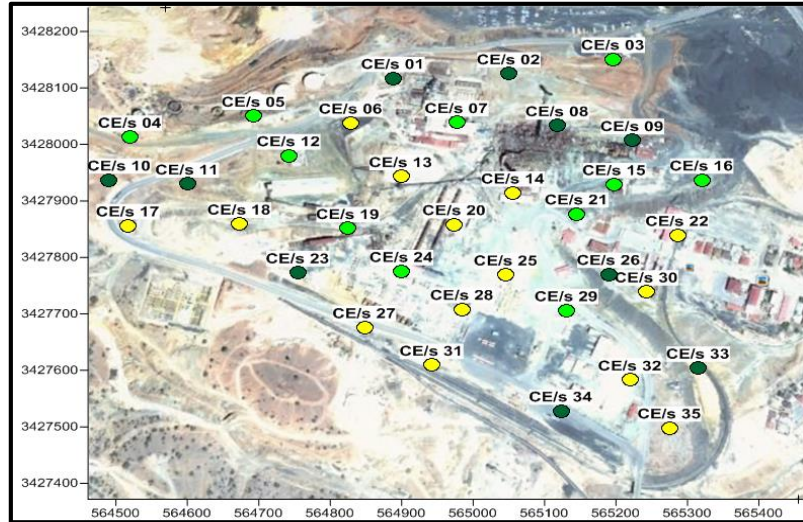 3428200
3428100
3428000
3427900
3427800
3427700
3427600
3427500
3427400
CE/s 01
CE/s 02
CE/s 03
CE/s 04
CE/s 05
CE/s 06
CE/s 07
CE/s 08
CE/s 09
CE/s 10
CE/s 11
CE/s 12
CE/s 13
CE/s 14
CE/s 15
CE/s 16
CE/s 17
CE/s 18
CE/s 19
CE/s 20
CE/s 21
CE/s 22
CE/s 23
CE/s 24
CE/s 25
CE/s 26
CE/s 30
CE/s 27
CE/s 28
CE/s 29
CE/s 31
CE/s 32
CE/s 33
CE/s 34
CE/s 35
564500 564600 564700 564800 564900 565000 565100 565200 565300 565400